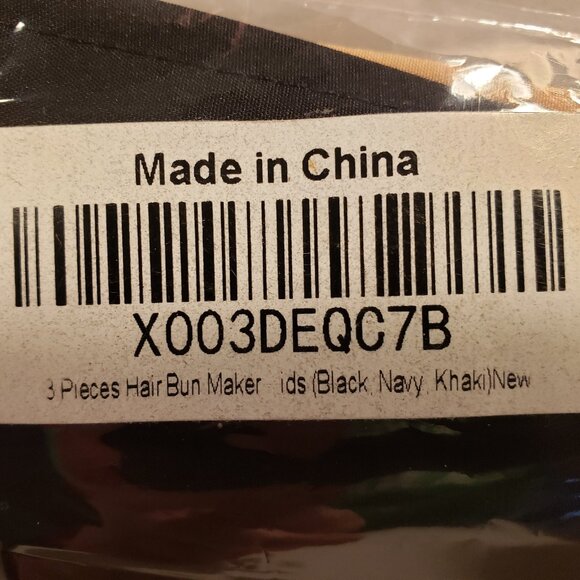 Made in China
X003DEQC7B
3 Pieces Hair Bun Maker ids (Black, Navy, Khaki)New